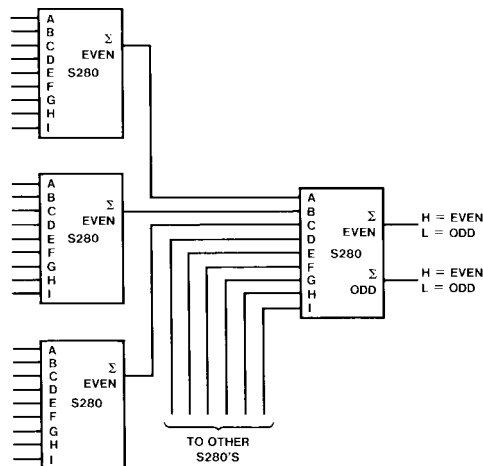 A
B
C
D
E
F
G
H
I
Σ
EVEN
S280
A
B
C
D
E
F
G
H
I
Σ
EVEN
S280
A
B
C
D
E
F
G
H
I
Σ
EVEN
S280
A
B
C
D
E
F
G
H
I
Σ
EVEN
S280
Σ
ODD
H = EVEN
L = ODD
H = EVEN
L = ODD
TO OTHER
S280'S